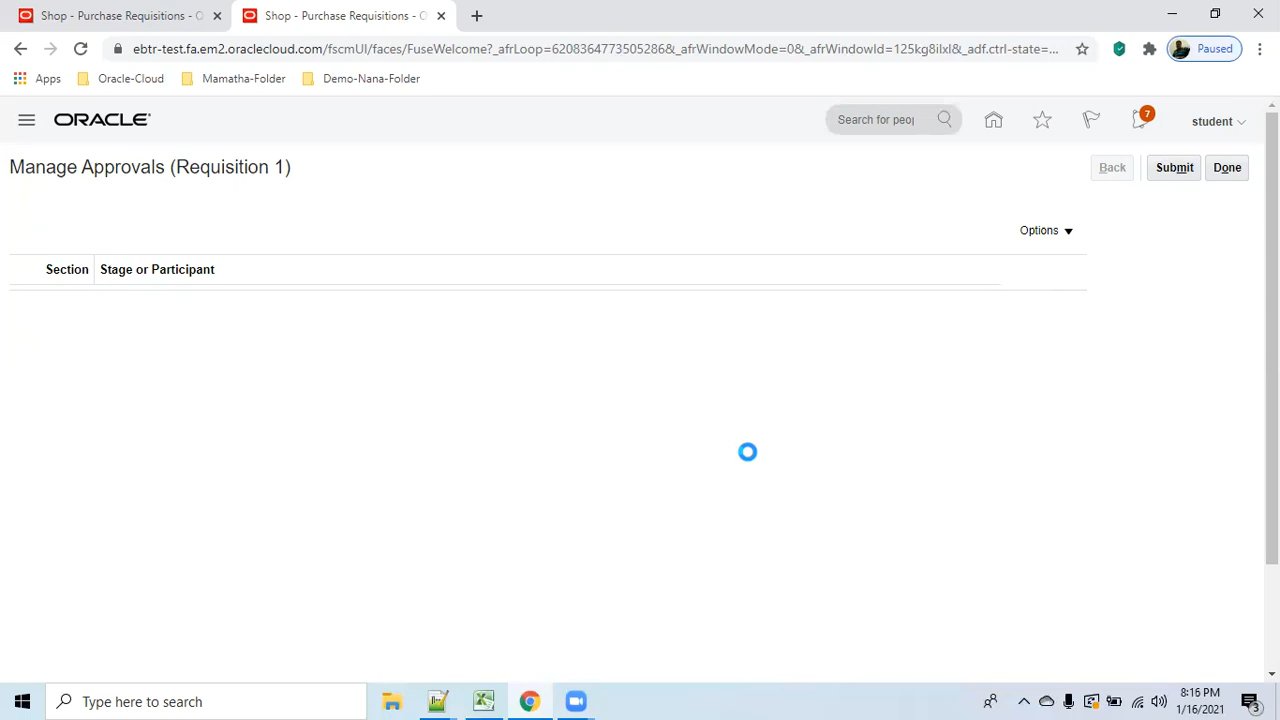 Shop - Purchase Requisitions - O
Shop - Purchase Requisitions - O
ebtr-test.fa.em2.oraclecloud.com/fscmUI/faces/FuseWelcome?_afrLoop=62083647735052​86&_afrWindowMode=0&_afrWindowId=125kg8ilxl&_adf.ctrl-state=...
Paused
Apps
Oracle-Cloud
Mamatha-Folder
Demo-Nana-Folder
ORACLE
Search for peop
7
student
Manage Approvals (Requisition 1)
Back
Submit
Done
Options
Section
Stage or Participant
Type here to search
8:16 PM
1/16/2021
3